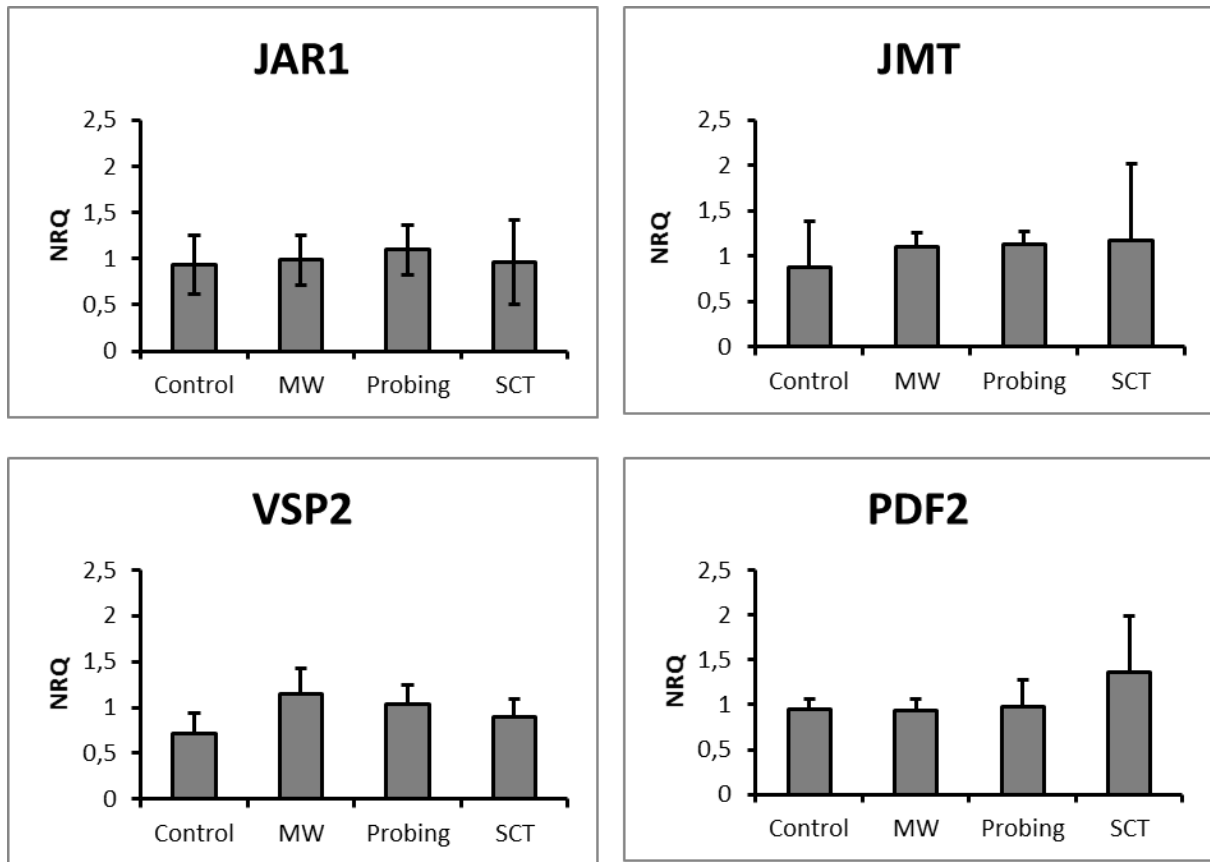 JAR1
NRQ
2,5
2
1,5
1
0,5
0
Control MW Probing SCT
JMT
NRQ
2,5
2
1,5
1
0,5
0
Control MW Probing SCT
VSP2
NRQ
2,5
2
1,5
1
0,5
0
Control MW Probing SCT
PDF2
NRQ
2,5
2
1,5
1
0,5
0
Control MW Probing SCT